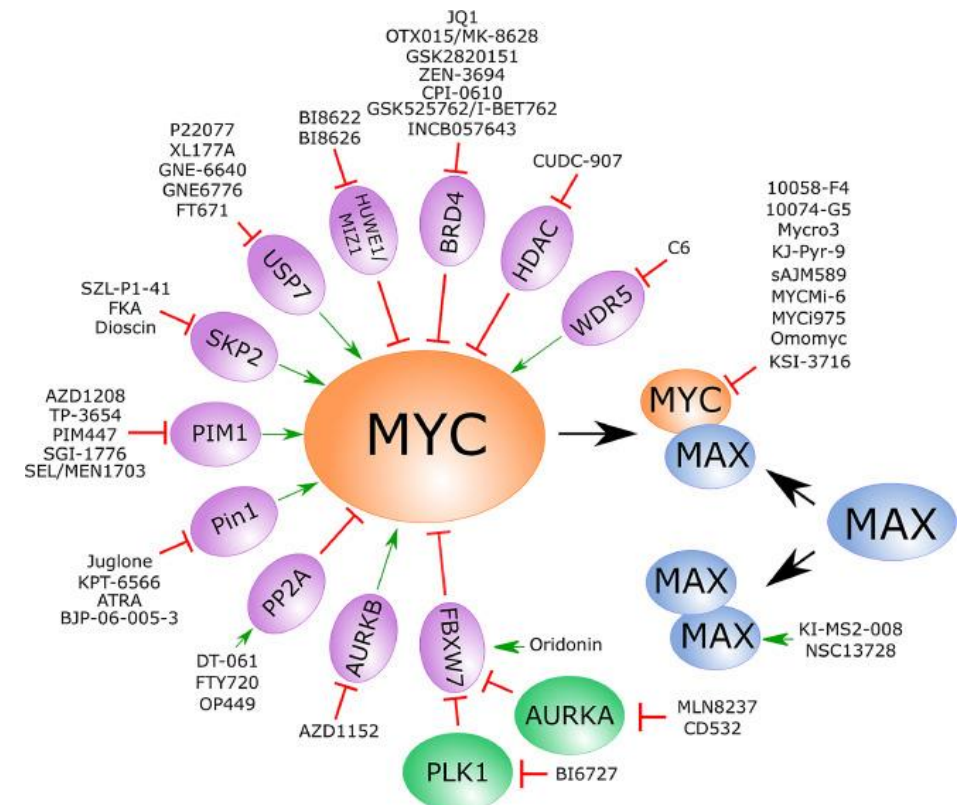 JQ1
OTX015/MK-8628
GSK2820151
ZEN-3694
CPI-0610
GSK525762/I-BET762
INCB057643
BI8622
BI8626
P22077
XL177A
GNE-6640
GNE6776
FT671
CUDC-907
10058-F4
10074-G5
Mycro3
KJ-Pyr-9
sAJM589
MYCMi-6
MYCi975
Omomyc
KSI-3716
HUWE1/
MIZ1
BRD4
HDAC
C6
USP7
WDR5
SZL-P1-41
FKA
Dioscin
SKP2
AZD1208
TP-3654
PIM447
SGI-1776
SEL/MEN1703
PIM1
MYC
MYC
MAX
MAX
Pin1
Juglone
KPT-6566
ATRA
BJP-06-005-3
PP2A
AURKB
FBXW7
Oridonin
MAX
MAX
KI-MS2-008
NSC13728
DT-061
FTY720
OP449
AZD1152
AURKA
MLN8237
CD532
PLK1
BI6727